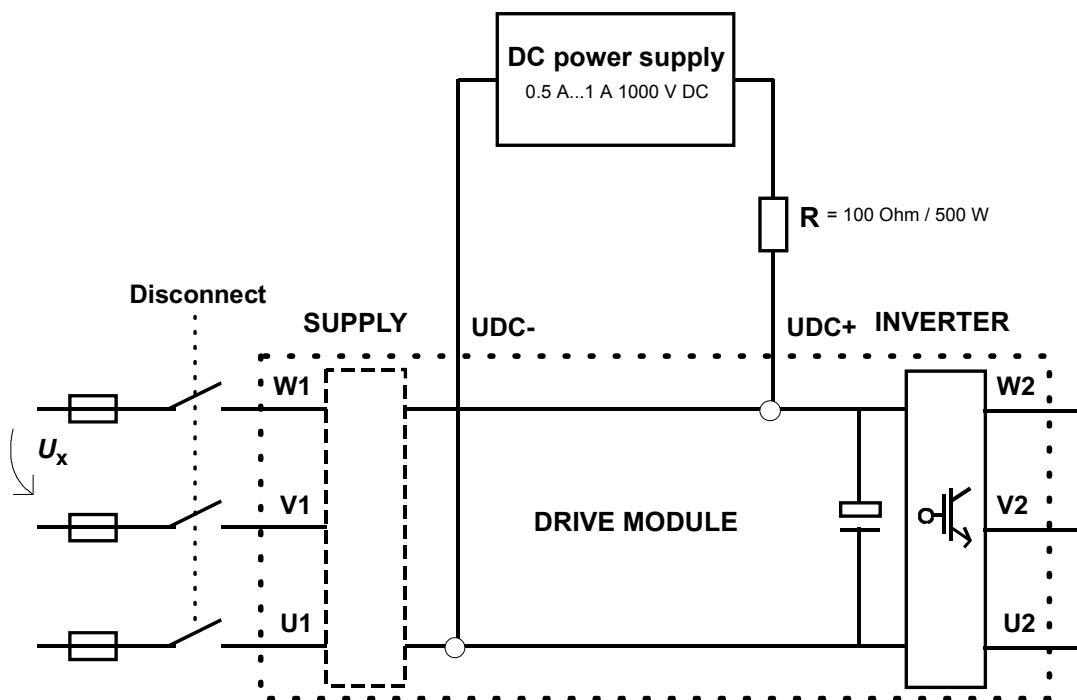 DC power supply
0.5 A...1 A 1000 V DC
R = 100 Ohm / 500 W
Disconnect
SUPPLY
UDC-
UDC+
INVERTER
W1
W2
Ux
V1
DRIVE MODULE
V2
U1
U2